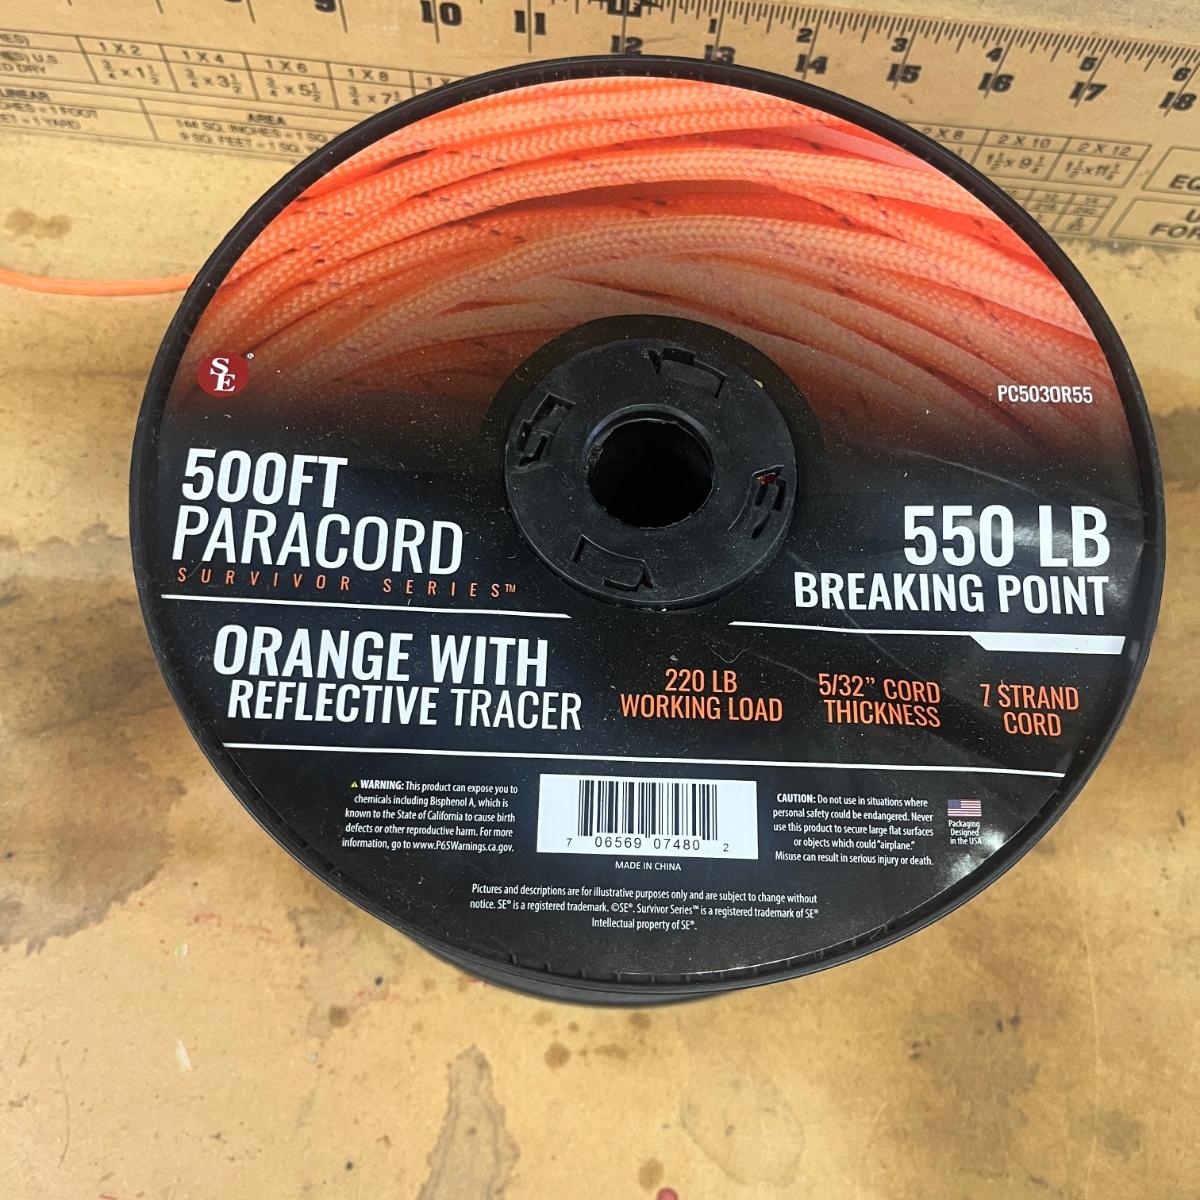 9 10 11 12
1 2 3 4 5 6
13 14 15 16 17 18
1 X 2 1 X 4 1 X 6 1 X 8
U.S
2 X 8 2 X 10 2 X 12
AREA
SE®
PC503OR55
500FT
PARACORD
SURVIVOR SERIES™
550 LB
BREAKING POINT
ORANGE WITH
REFLECTIVE TRACER
220 LB
WORKING LOAD
5/32” CORD
THICKNESS
7 STRAND
CORD
WARNING: This product can expose you to
chemicals including Bisphenol A, which is
known to the State of California to cause birth
defects or other reproductive harm. For more
information, go to www.P65Warnings.ca.gov.
7 06569 07480 2
MADE IN CHINA
CAUTION: Do not use in situations where
personal safety could be endangered. Never
use this product to secure large flat surfaces
or objects which could “airplane.”
Misuse can result in serious injury or death.
Packaging
Designed
in the USA
Pictures and descriptions are for illustrative purposes only and are subject to change without
notice. SE® is a registered trademark. ©SE®. Survivor Series™ is a registered trademark of SE®
Intellectual property of SE®.